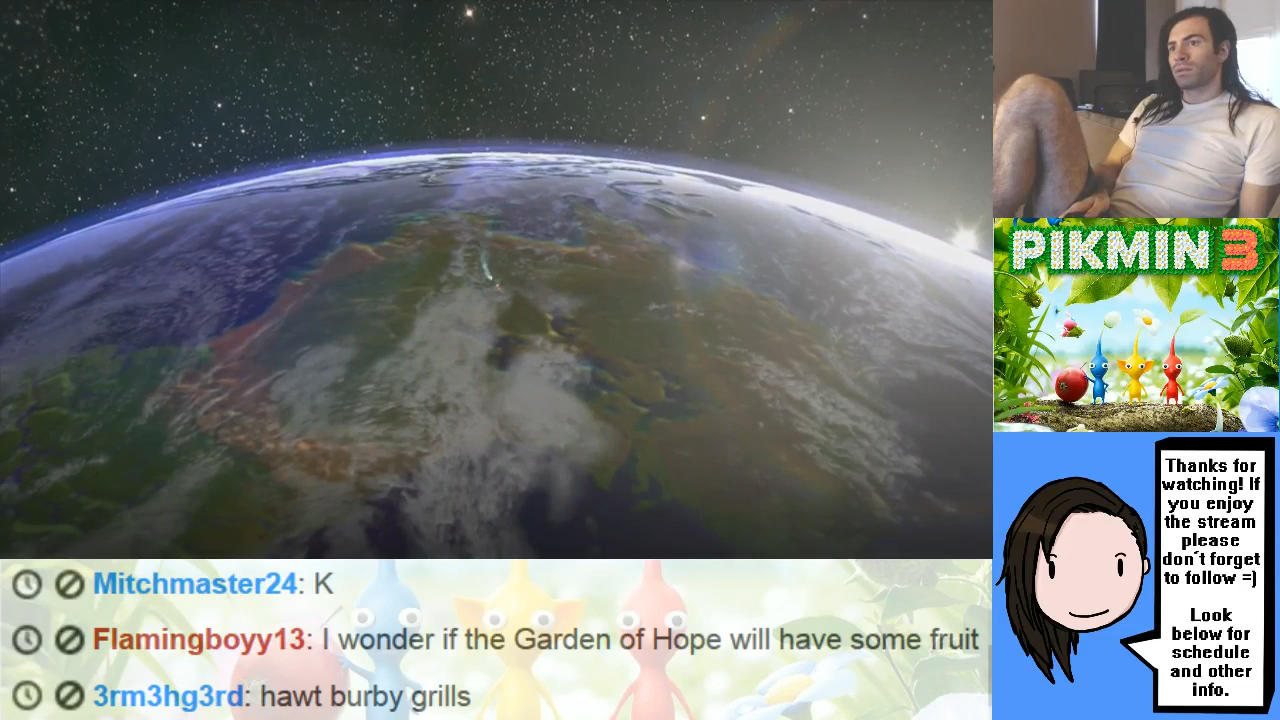 PIKMIN 3
Mitchmaster24: K
Flamingboyy13: I wonder if the Garden of Hope will have some fruit
3rm3hg3rd: hawt burby grills
Thanks for
watching! If
you enjoy
the stream
please
don´t forget
to follow =)
Look
below for
schedule
and other
info.